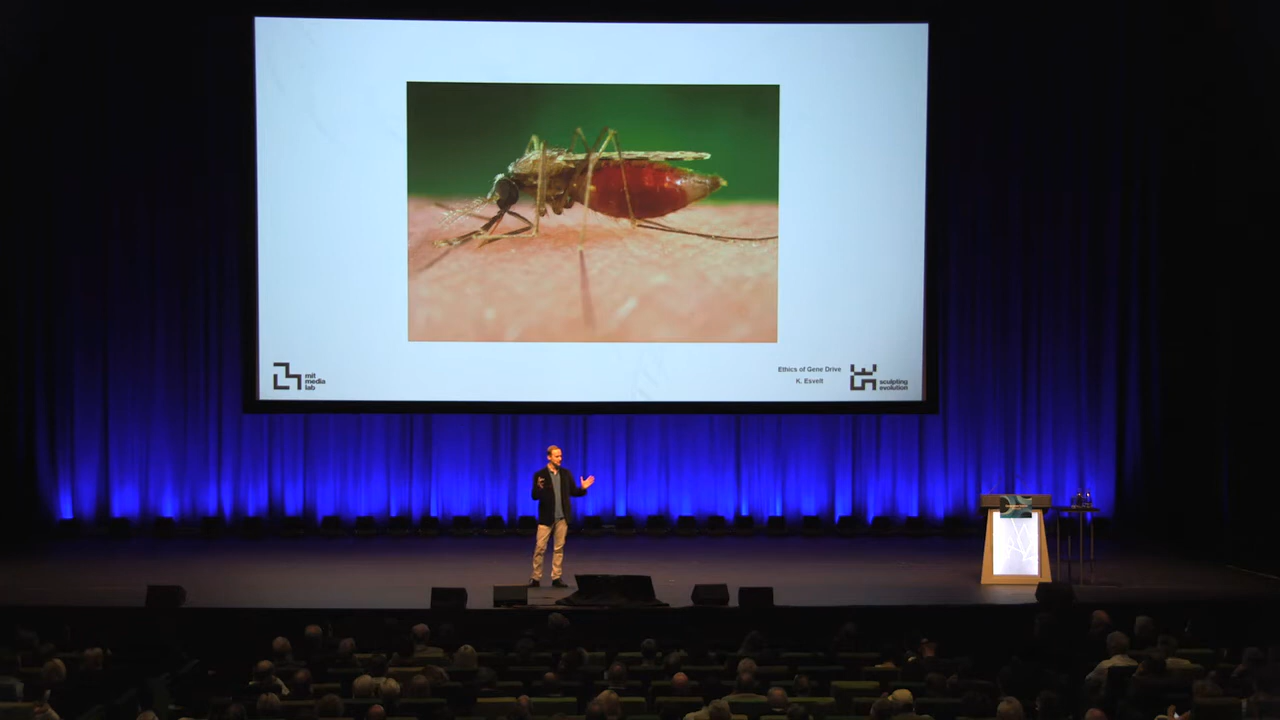 mit
media
lab
Ethics of Gene Drive
K. Esvelt
sculpting
evolution